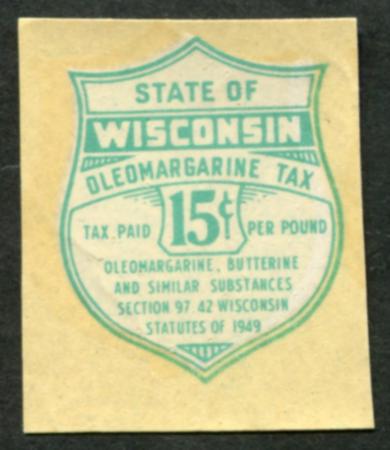 STATE OF
WISCONSIN
OLEOMARGARINE TAX
TAX PAID 15¢ PER POUND
OLEOMARGARINE, BUTTERINE
AND SIMILAR SUBSTANCES
SECTION 97.42 WISCONSIN
STATUTES OF 1949